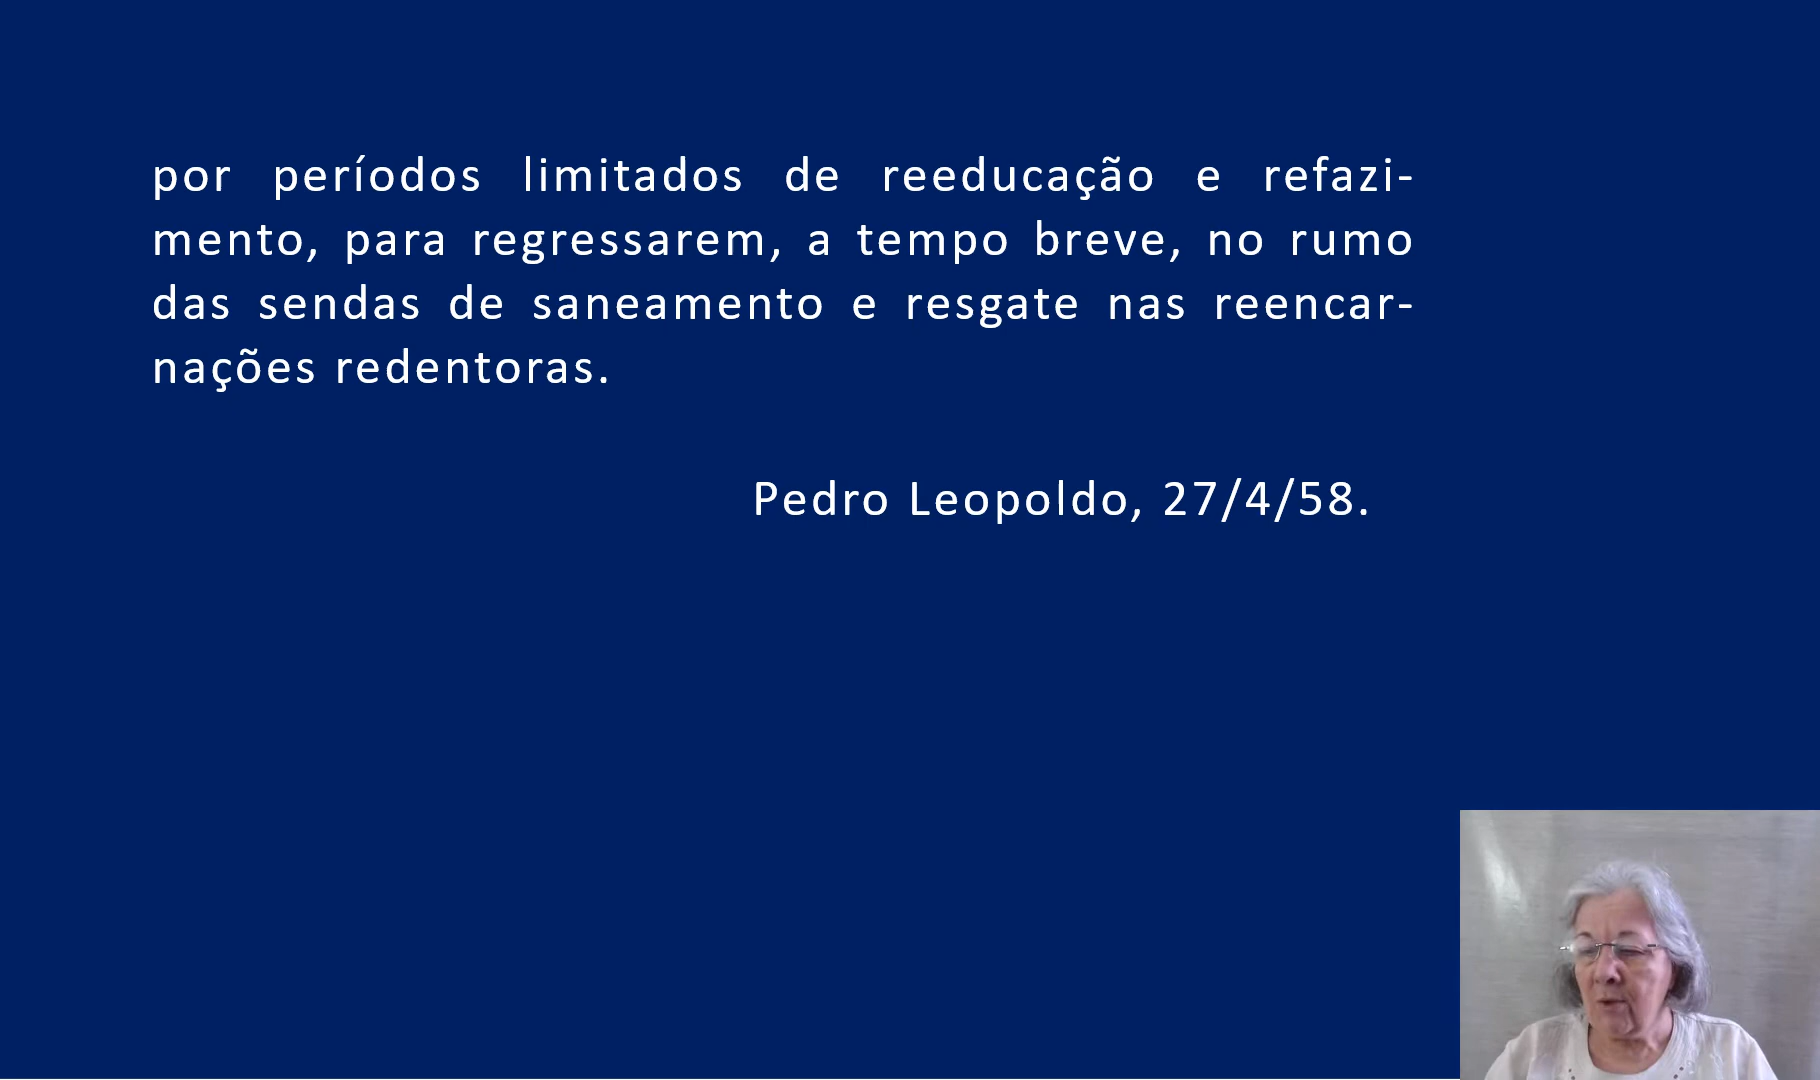 por períodos limitados de reeducação e refazi-
mento, para regressarem, a tempo breve, no rumo
das sendas de saneamento e resgate nas reencar-
nações redentoras.
Pedro Leopoldo, 27/4/58.